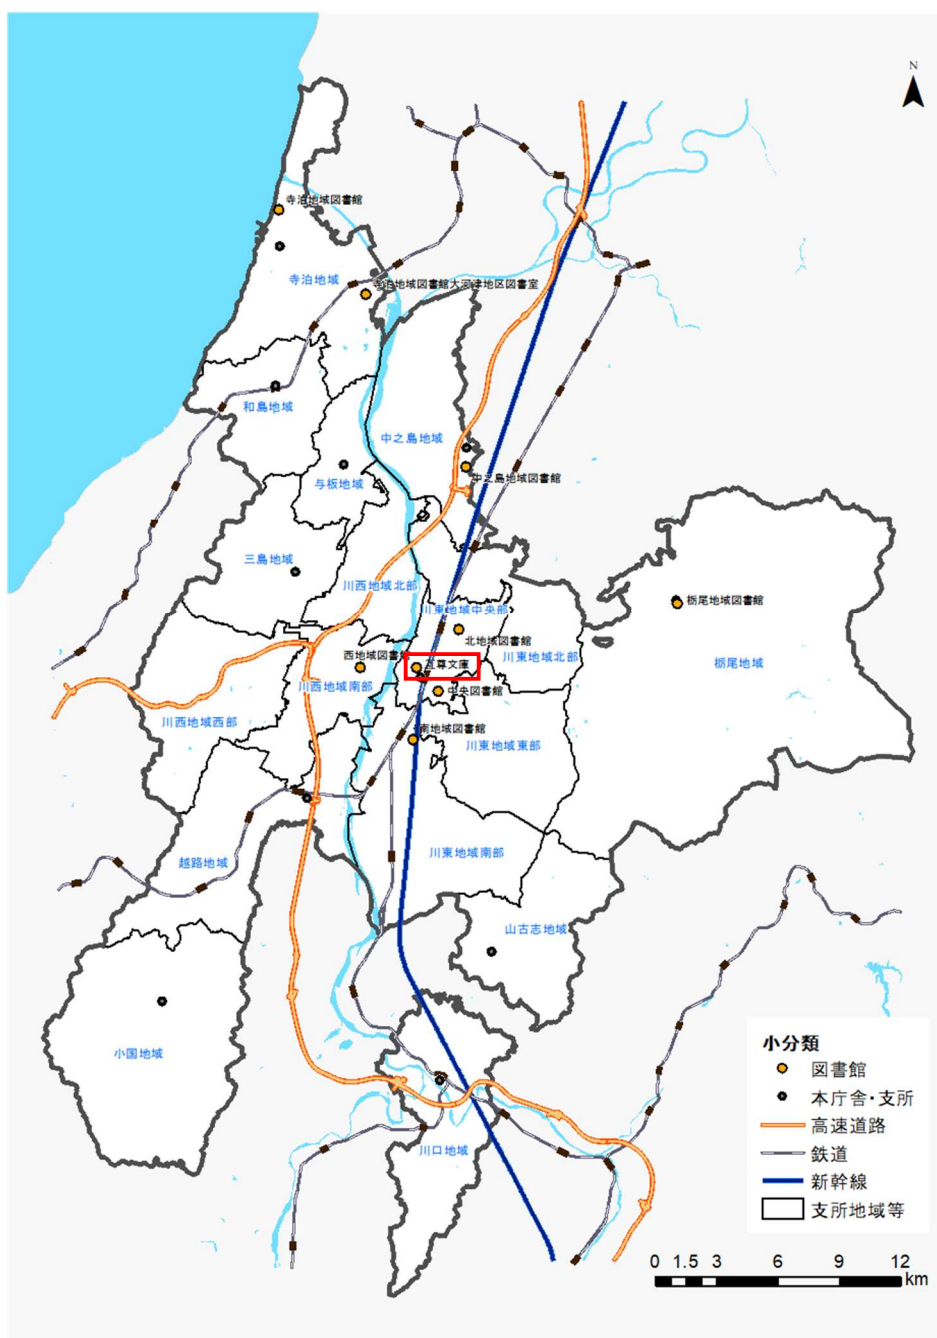 N
寺泊地域図書館
寺泊地域
寺泊地域図書館大河津地区図書室
和島地域
中之島地域
与板地域
中之島地域図書館
三島地域
川西地域北部
川東地域中央部
栃尾地域図書館
北地域図書館
川東地域北部
西地域図書館
互尊文庫
栃尾地域
川西地域南部
中央図書館
川西地域西部
南地域図書館
川東地域東部
川東地域南部
越路地域
山古志地域
小国地域
川口地域
小分類
図書館
本庁舎・支所
高速道路
鉄道
新幹線
支所地域等
0 1.5 3 6 9 12
km